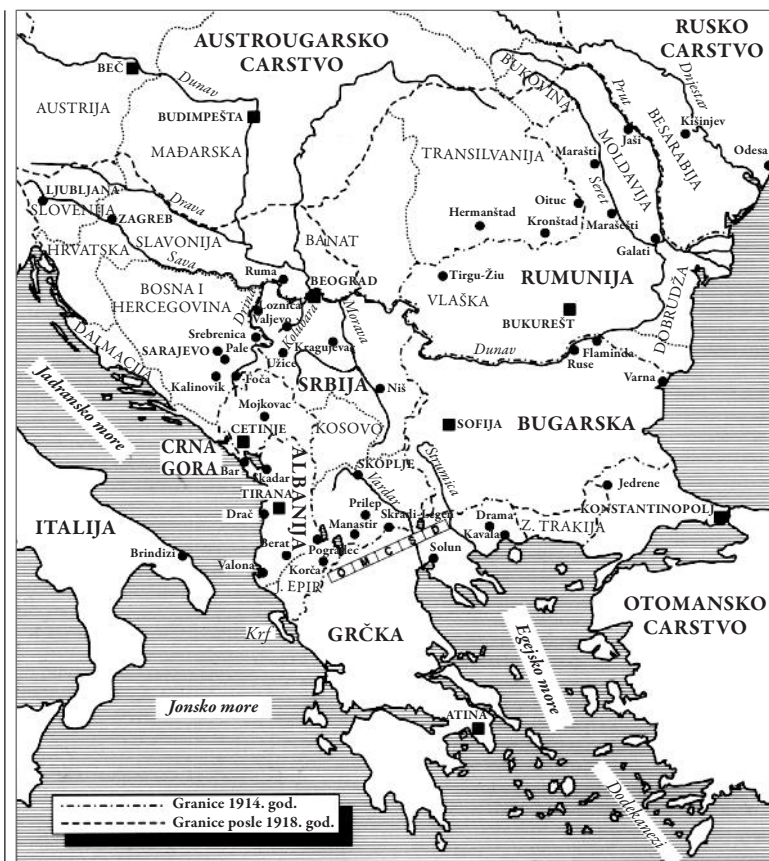 AUSTROUGARSKO
CARSTVO
RUSKO
CARSTVO
BEČ
Dunav
AUSTRIJA
BUDIMPEŠTA
MAĐARSKA
BUKOVINA
Prut
Dnjestar
Kišinjev
Jaši
BESARABIJA
Odesa
TRANSILVANIJA
Marašti
MOLDAVIJA
Seret
Oituc
Marašešti
Hermanštad
Kronštad
Galati
LJUBLJANA
SLOVENIJA
Drava
ZAGREB
HRVATSKA
SLAVONIJA
Sava
BANAT
Ruma
BEOGRAD
Tirgu-Žiu
RUMUNIJA
VLAŠKA
BUKUREŠT
DOBRUDŽA
BOSNA I
HERCEGOVINA
Drina
Loznica
Valjevo
Kolubara
Morava
DALMACIJA
Srebrenica
SARAJEVO
Pale
Kragujevac
Užice
Dunav
Flaminda
Ruse
Kalinovik
Foča
SRBIJA
Niš
Varna
Jadransko more
Mojkovac
CETINJE
KOSOVO
SOFIJA
BUGARSKA
CRNA
GORA
Bar
Skadar
ALBANIJA
SKOPLJE
Vardar
Strumica
Jedrene
TIRANA
Drač
Prilep
Skradi-Legen
Drama
KONSTANTINOPOLJ
ITALIJA
Manastir
Kavala
Z. TRAKIJA
Brindizi
Berat
Pogradec
O M C S D
Solun
Valona
Korča
. EPIR
OTOMANSKO
CARSTVO
Krf
GRČKA
Egejsko more
Jonsko more
ATINA
Dodekanezi
Granice 1914. god.
Granice posle 1918. god.